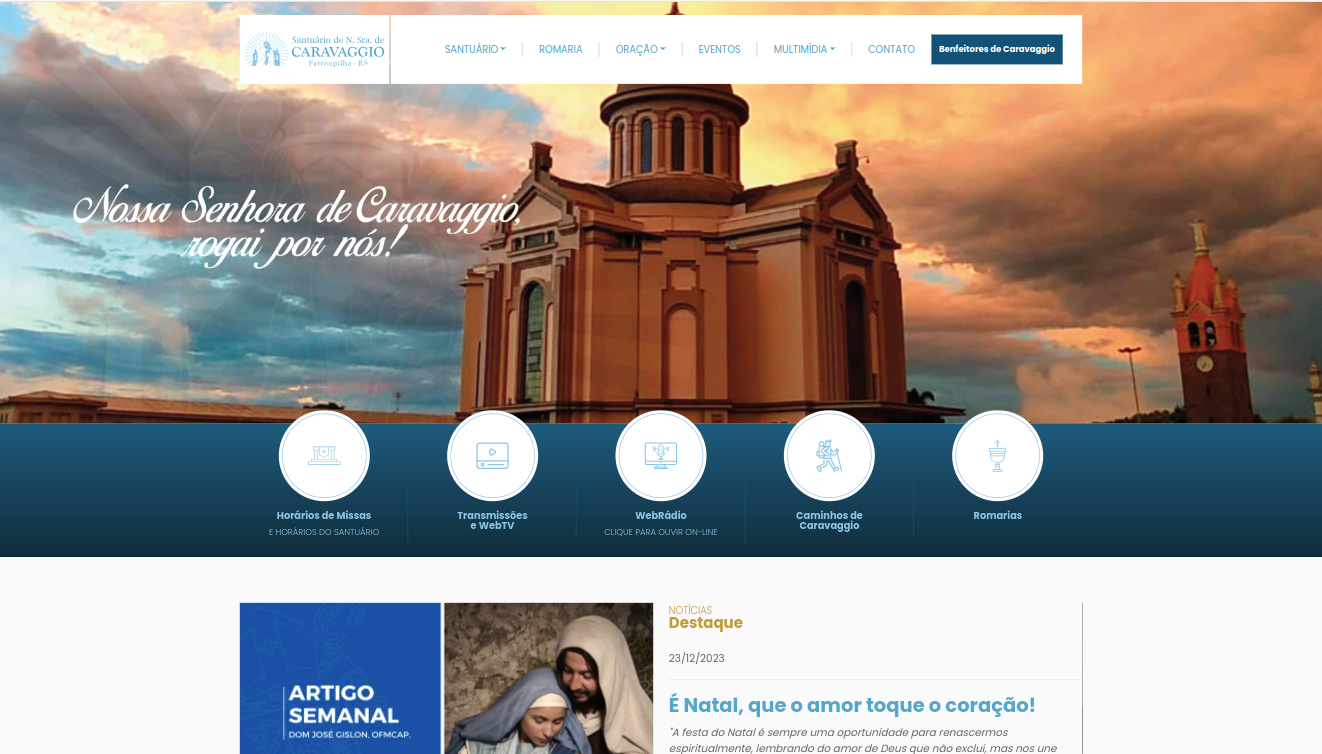 Santuário de N. Sra. de
CARAVAGGIO
Farroupilha - RS
SANTUÁRIO
ROMARIA
ORAÇÃO
EVENTOS
MULTIMÍDIA
CONTATO
Benfeitores de Caravaggio
Nossa Senhora de Caravaggio,
rogai por nós!
Horários de Missas
E HORÁRIOS DO SANTUÁRIO
Transmissões
e WebTV
WebRádio
CLIQUE PARA OUVIR ON-LINE
Caminhos de
Caravaggio
Romarias
ARTIGO
SEMANAL
DOM JOSÉ GISLON, OFMCAP.
NOTÍCIAS
Destaque
23/12/2023
É Natal, que o amor toque o coração!
"A festa do Natal é sempre uma oportunidade para renascermos
espiritualmente, lembrando do amor de Deus que não exclui, mas nos une